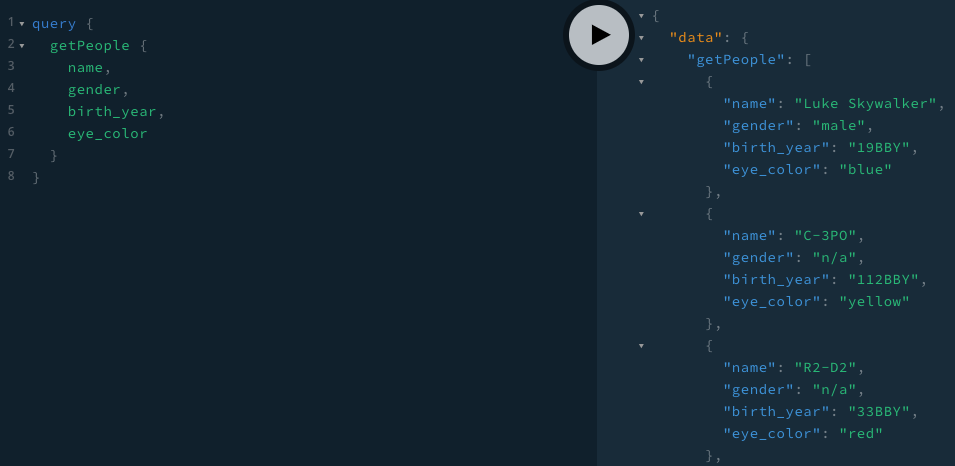 1 query {
2 getPeople {
3 name,
4 gender,
5 birth_year,
6 eye_color
7 }
8 }
{
"data": {
"getPeople": [
{
"name": "Luke Skywalker",
"gender": "male",
"birth_year": "19BBY",
"eye_color": "blue"
},
{
"name": "C-3PO",
"gender": "n/a",
"birth_year": "112BBY",
"eye_color": "yellow"
},
{
"name": "R2-D2",
"gender": "n/a",
"birth_year": "33BBY",
"eye_color": "red"
},